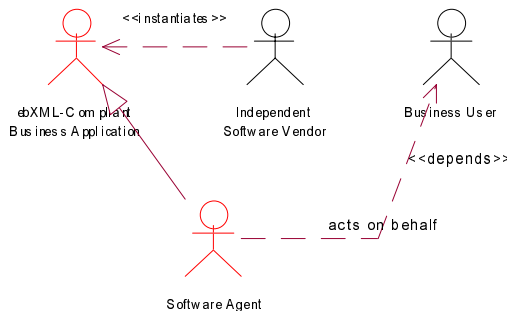 <<instantiates>>
ebXML-Compliant
Business Application
Independent
Software Vendor
Business User
<<depends>>
acts on behalf
Software Agent